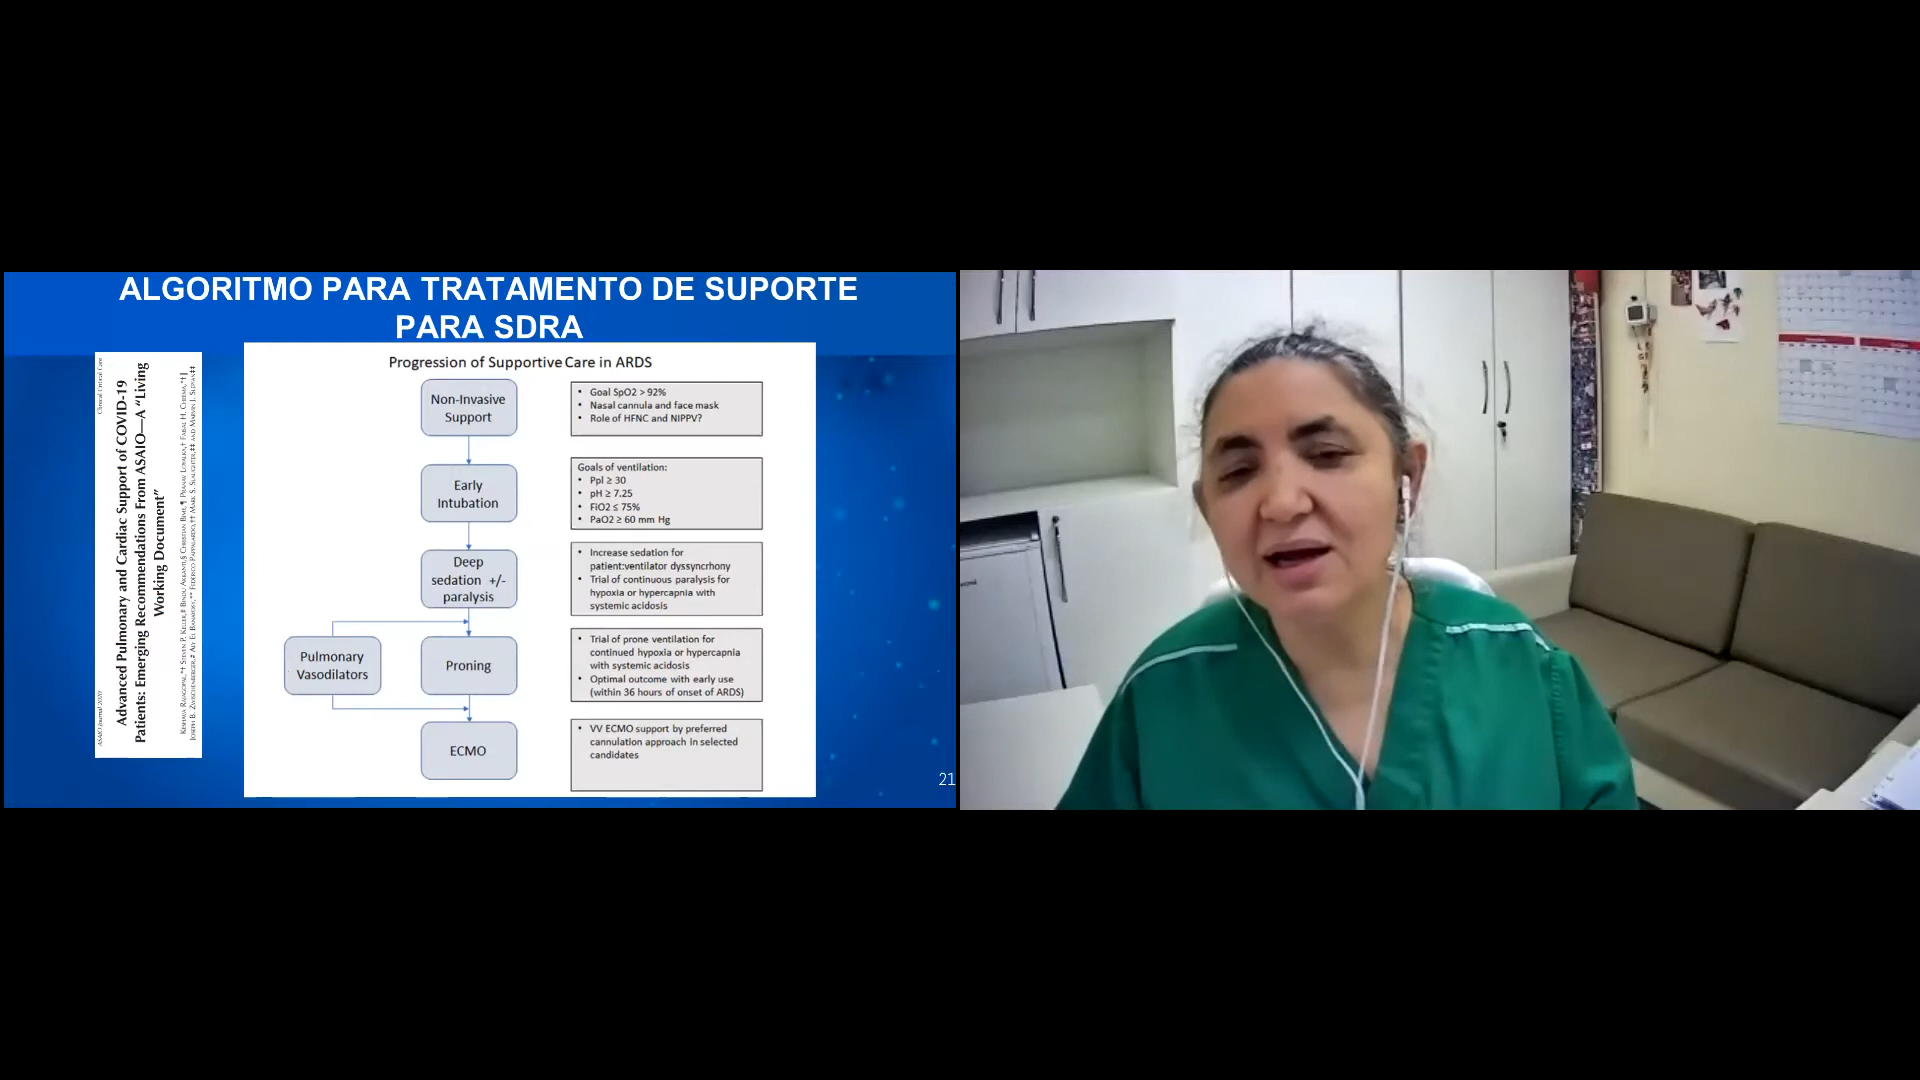 ALGORITMO PARA TRATAMENTO DE SUPORTE
PARA SDRA
ASAIO Journal 2020
Clinical Critical Care
Advanced Pulmonary and Cardiac Support of COVID-19
Patients: Emerging Recommendations From ASAIO—A “Living
Working Document”
Progression of Supportive Care in ARDS
Non-Invasive
Support
• Goal SpO2 > 92%
• Nasal cannula and face mask
• Role of HFNC and NIPPV?
Early
Intubation
Goals of ventilation:
• Ppl ≥ 30
• pH ≥ 7.25
• FiO2 ≤ 75%
• PaO2 ≥ 60 mm Hg
Deep
sedation +/-
paralysis
• Increase sedation for
patient:ventilator dyssyncrhony
• Trial of continuous paralysis for
hypoxia or hypercapnia with
systemic acidosis
Pulmonary
Vasodilators
Proning
• Trial of prone ventilation for
continued hypoxia or hypercapnia
with systemic acidosis
• Optimal outcome with early use
(within 36 hours of onset of ARDS)
ECMO
• VV ECMO support by preferred
cannulation approach in selected
candidates
21